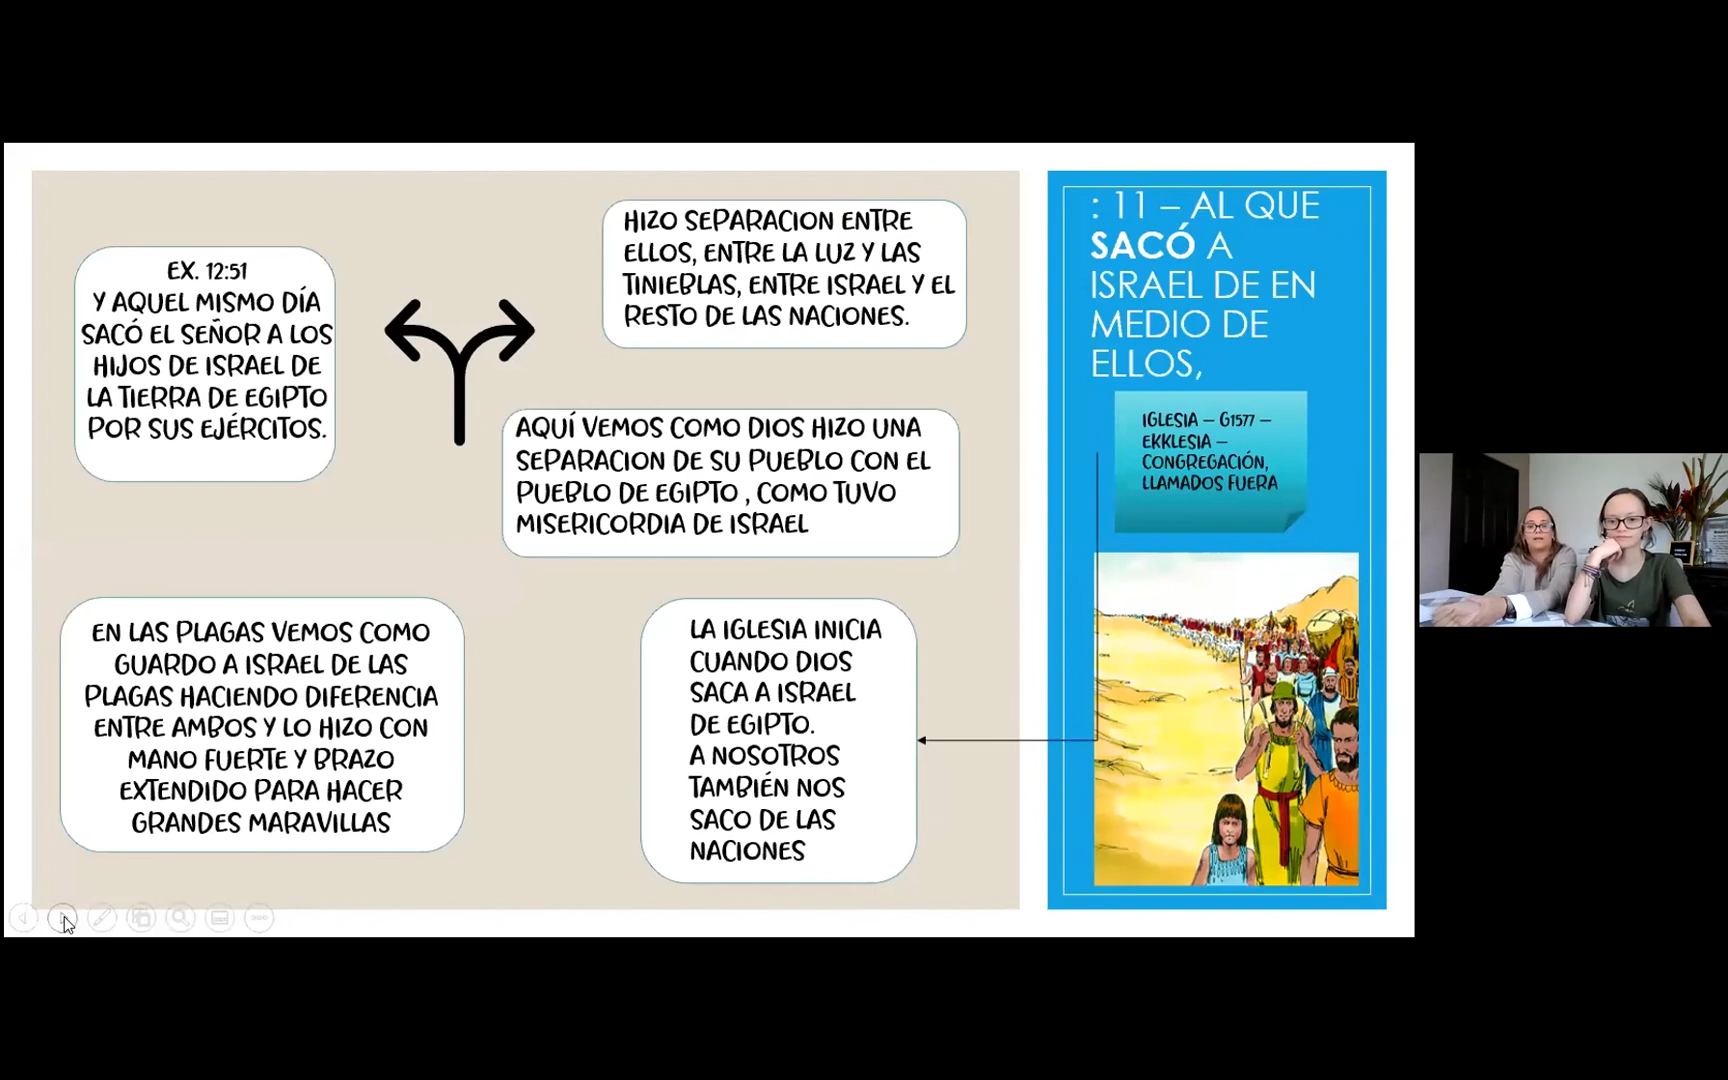 EX. 12:51
Y AQUEL MISMO DÍA
SACÓ EL SEÑOR A LOS
HIJOS DE ISRAEL DE
LA TIERRA DE EGIPTO
POR SUS EJÉRCITOS.
HIZO SEPARACION ENTRE
ELLOS, ENTRE LA LUZ Y LAS
TINIEBLAS, ENTRE ISRAEL Y EL
RESTO DE LAS NACIONES.
AQUÍ VEMOS COMO DIOS HIZO UNA
SEPARACION DE SU PUEBLO CON EL
PUEBLO DE EGIPTO , COMO TUVO
MISERICORDIA DE ISRAEL
EN LAS PLAGAS VEMOS COMO
GUARDO A ISRAEL DE LAS
PLAGAS HACIENDO DIFERENCIA
ENTRE AMBOS Y LO HIZO CON
MANO FUERTE Y BRAZO
EXTENDIDO PARA HACER
GRANDES MARAVILLAS
LA IGLESIA INICIA
CUANDO DIOS
SACA A ISRAEL
DE EGIPTO.
A NOSOTROS
TAMBIÉN NOS
SACO DE LAS
NACIONES
: 11 – AL QUE
SACÓ A
ISRAEL DE EN
MEDIO DE
ELLOS,
IGLESIA – G1577 –
EKKLESIA –
CONGREGACIÓN,
LLAMADOS FUERA